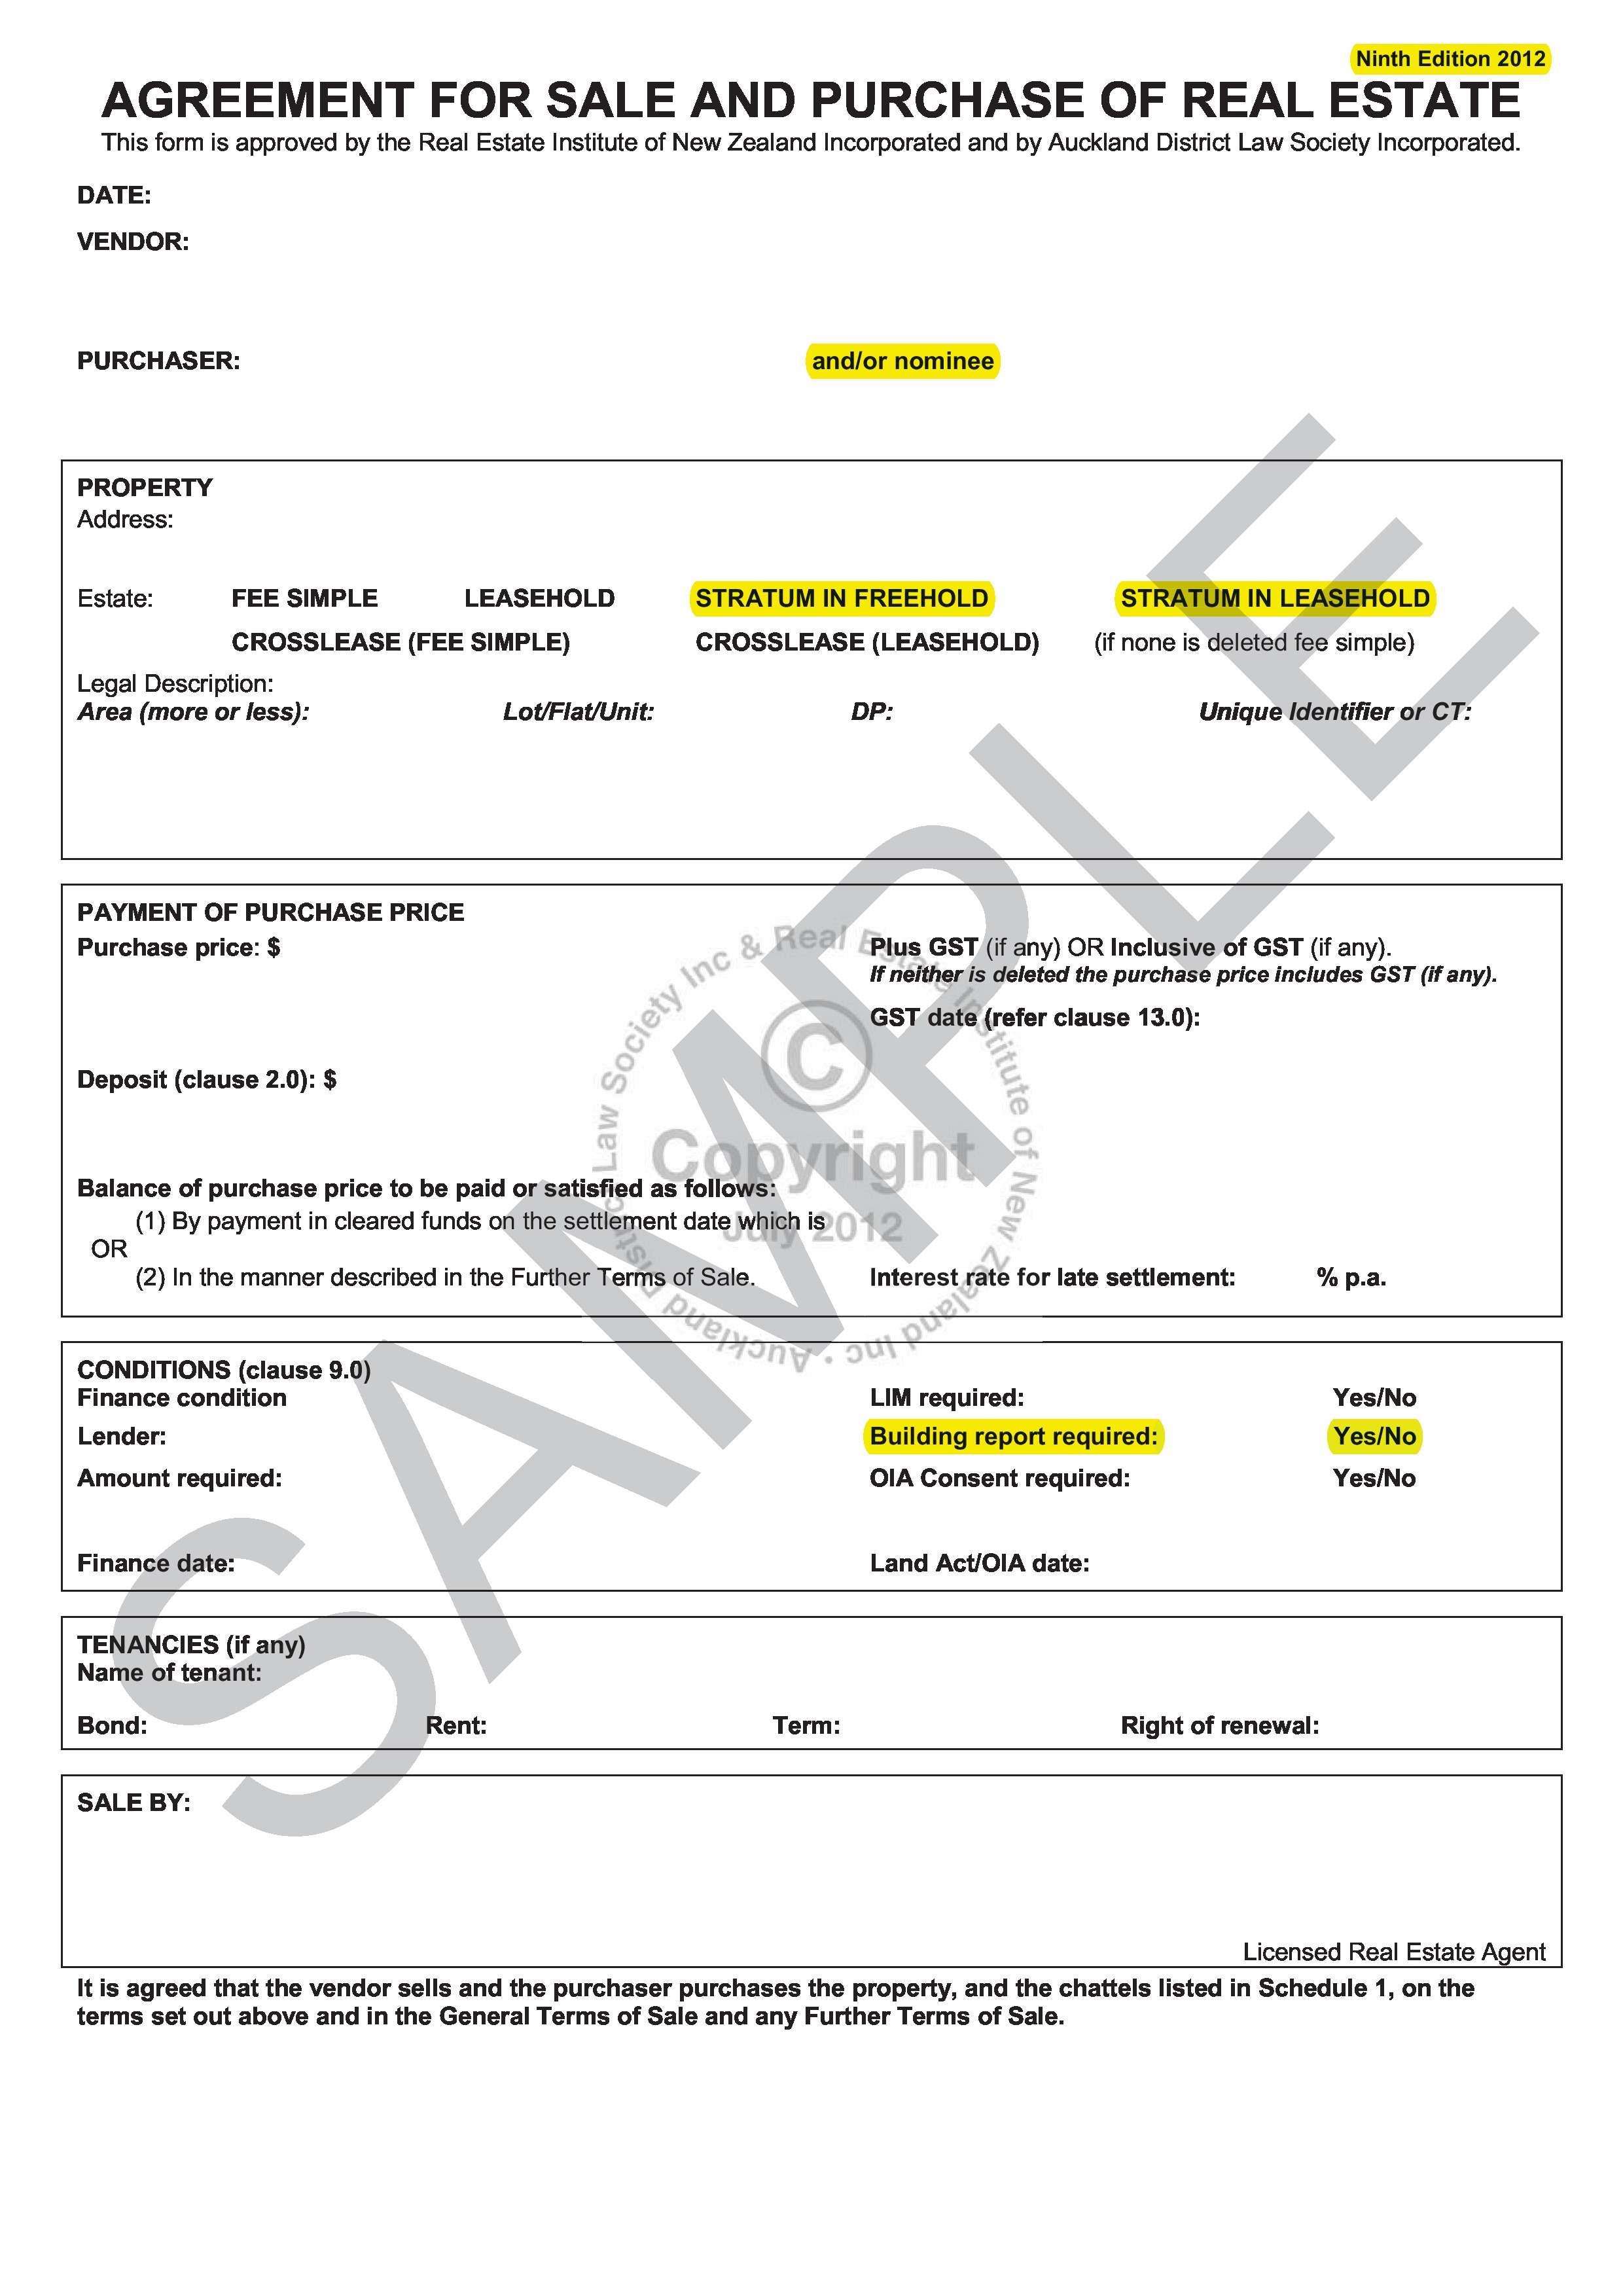 Ninth Edition 2012
AGREEMENT FOR SALE AND PURCHASE OF REAL ESTATE
This form is approved by the Real Estate Institute of New Zealand Incorporated and by Auckland District Law Society Incorporated.
DATE:
VENDOR:
PURCHASER: and/or nominee
PROPERTY
Address:
Estate: FEE SIMPLE LEASEHOLD STRATUM IN FREEHOLD STRATUM IN LEASEHOLD
CROSSLEASE (FEE SIMPLE) CROSSLEASE (LEASEHOLD) (if none is deleted fee simple)
Legal Description:
Area (more or less): Lot/Flat/Unit: DP: Unique Identifier or CT:
PAYMENT OF PURCHASE PRICE
Purchase price: $ Plus GST (if any) OR Inclusive of GST (if any).
If neither is deleted the purchase price includes GST (if any).
GST date (refer clause 13.0):
Deposit (clause 2.0): $
Balance of purchase price to be paid or satisfied as follows:
(1) By payment in cleared funds on the settlement date which is
OR
(2) In the manner described in the Further Terms of Sale. Interest rate for late settlement: % p.a.
CONDITIONS (clause 9.0)
Finance condition LIM required: Yes/No
Lender: Building report required: Yes/No
Amount required: OIA Consent required: Yes/No
Finance date: Land Act/OIA date:
TENANCIES (if any)
Name of tenant:
Bond: Rent: Term: Right of renewal:
SALE BY:
Licensed Real Estate Agent
It is agreed that the vendor sells and the purchaser purchases the property, and the chattels listed in Schedule 1, on the
terms set out above and in the General Terms of Sale and any Further Terms of Sale.
SAMPLE
Auckland District Law Society Inc & Real Estate Institute of New Zealand Inc •
©
Copyright
July 2012